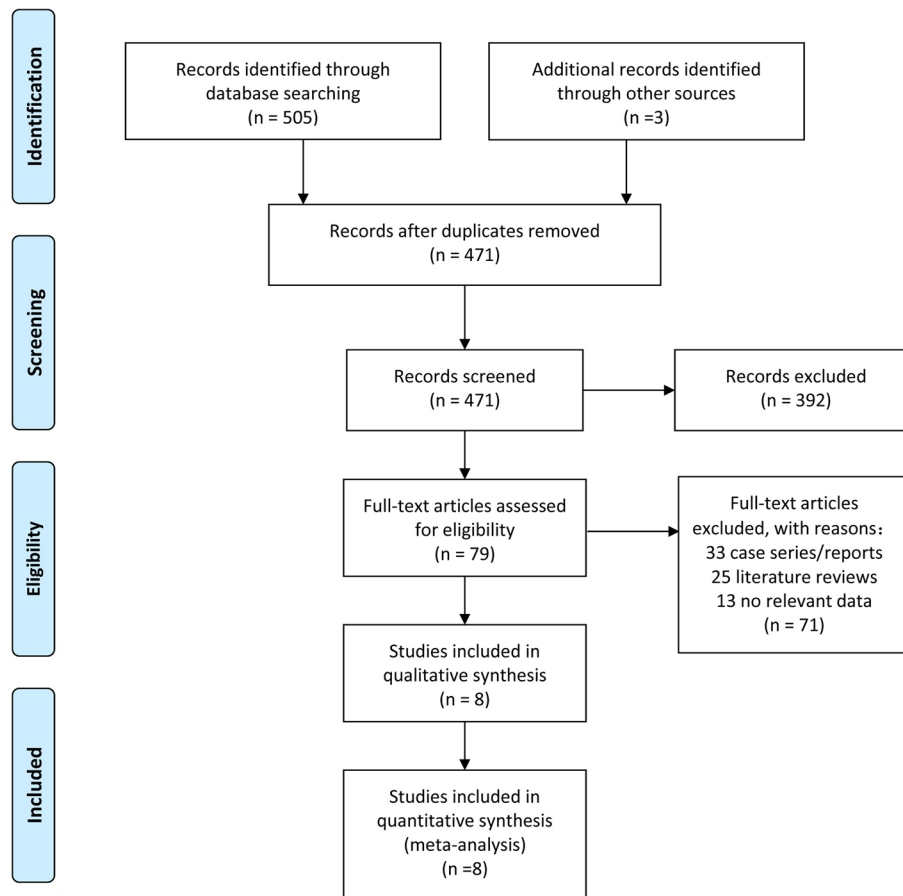 Identification
Records identified through
database searching
(n = 505)
Additional records identified
through other sources
(n =3)
Records after duplicates removed
(n = 471)
Screening
Records screened
(n = 471)
Records excluded
(n = 392)
Eligibility
Full-text articles assessed
for eligibility
(n = 79)
Full-text articles
excluded, with reasons：
33 case series/reports
25 literature reviews
13 no relevant data
(n = 71)
Studies included in
qualitative synthesis
(n = 8)
Included
Studies included in
quantitative synthesis
(meta-analysis)
(n =8)